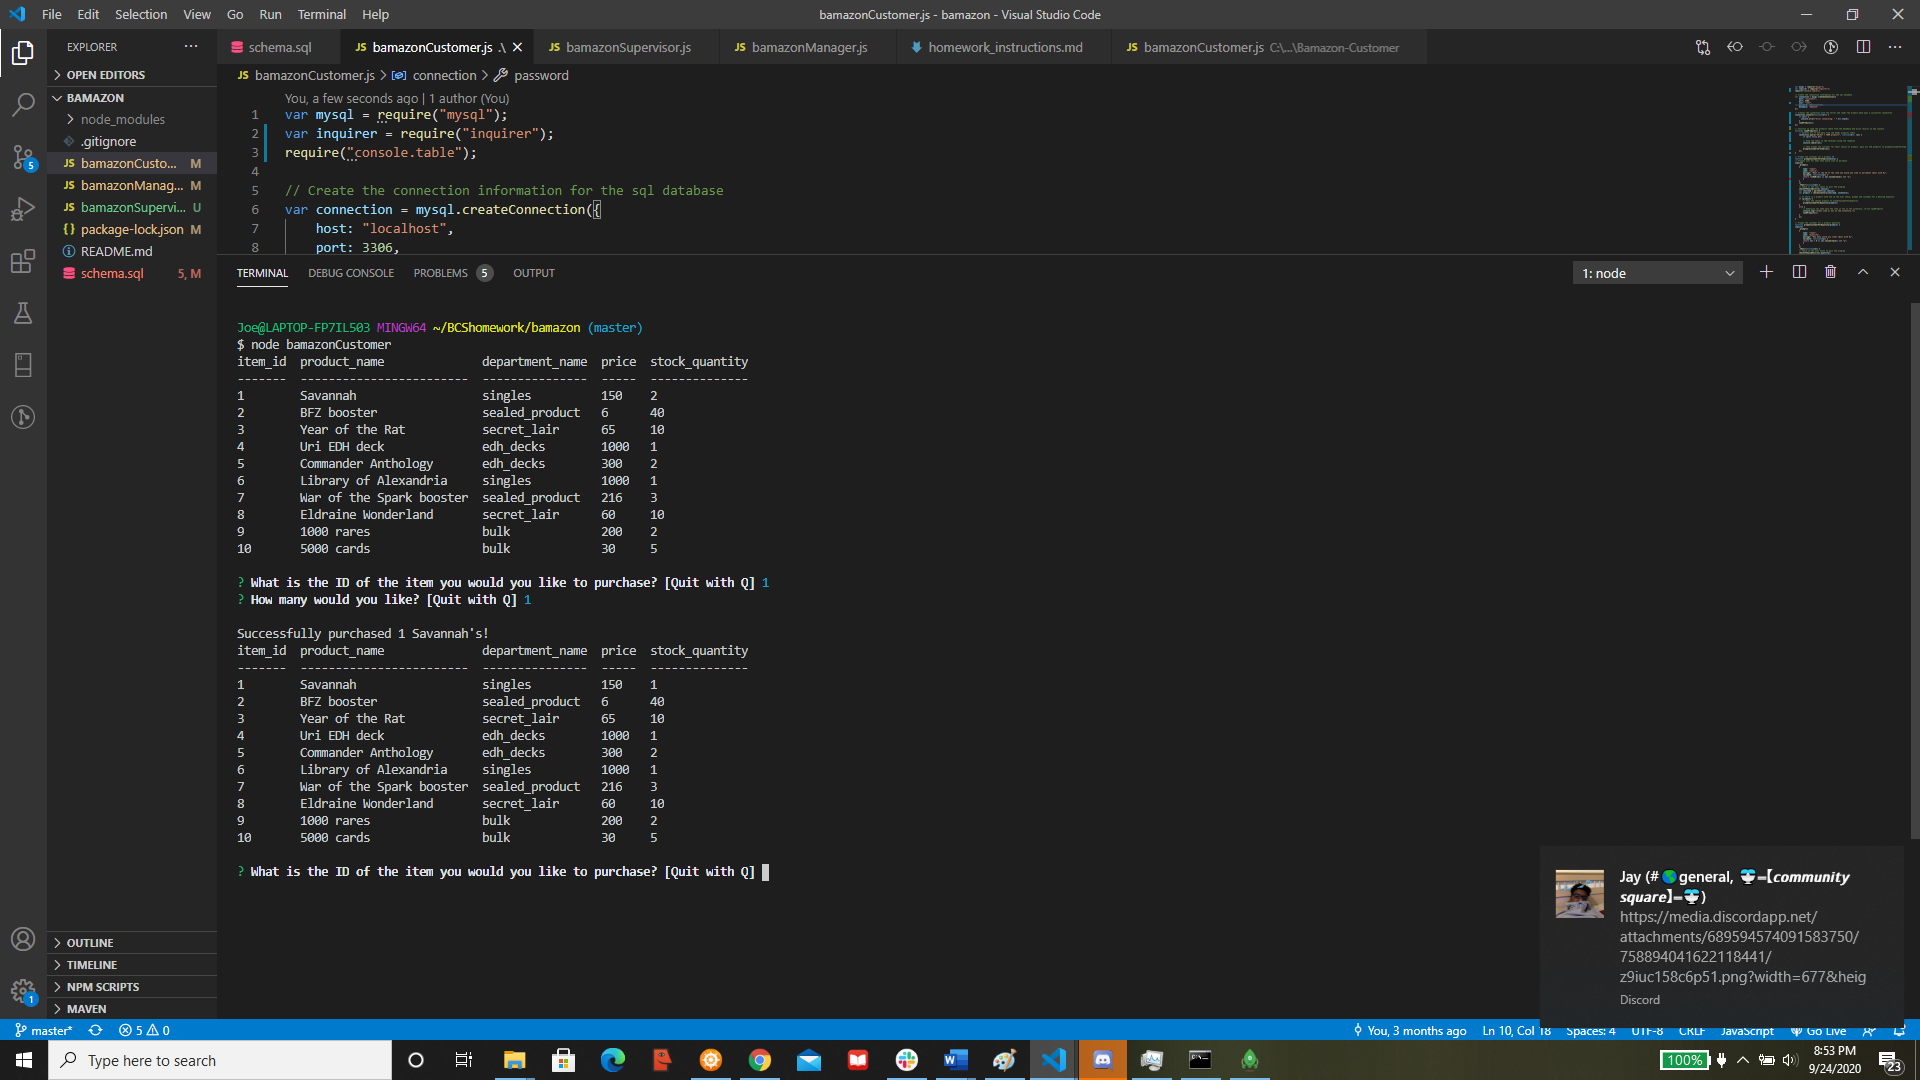 File Edit Selection View Go Run Terminal Help
bamazonCustomer.js - bamazon - Visual Studio Code
EXPLORER
OPEN EDITORS
BAMAZON
node_modules
.gitignore
JS bamazonCusto... M
JS bamazonManag... M
JS bamazonSupervi... U
{} package-lock.json M
README.md
schema.sql 5, M
OUTLINE
TIMELINE
NPM SCRIPTS
MAVEN
5
1
schema.sql JS bamazonCustomer.js .\ JS bamazonSupervisor.js JS bamazonManager.js homework_instructions.md JS bamazonCustomer.js C:\...\Bamazon-Customer
JS bamazonCustomer.js > connection > password
You, a few seconds ago | 1 author (You)
1 var mysql = require("mysql");
2 var inquirer = require("inquirer");
3 require("console.table");
4
5 // Create the connection information for the sql database
6 var connection = mysql.createConnection({
7 host: "localhost",
8 port: 3306,
TERMINAL DEBUG CONSOLE PROBLEMS 5 OUTPUT
1: node
Joe@LAPTOP-FP7IL503 MINGW64 ~/BCShomework/bamazon (master)
$ node bamazonCustomer
item_id product_name department_name price stock_quantity
------- ------------------------ --------------- ----- --------------
1 Savannah singles 150 2
2 BFZ booster sealed_product 6 40
3 Year of the Rat secret_lair 65 10
4 Uri EDH deck edh_decks 1000 1
5 Commander Anthology edh_decks 300 2
6 Library of Alexandria singles 1000 1
7 War of the Spark booster sealed_product 216 3
8 Eldraine Wonderland secret_lair 60 10
9 1000 rares bulk 200 2
10 5000 cards bulk 30 5
? What is the ID of the item you would you like to purchase? [Quit with Q] 1
? How many would you like? [Quit with Q] 1
Successfully purchased 1 Savannah's!
item_id product_name department_name price stock_quantity
------- ------------------------ --------------- ----- --------------
1 Savannah singles 150 1
2 BFZ booster sealed_product 6 40
3 Year of the Rat secret_lair 65 10
4 Uri EDH deck edh_decks 1000 1
5 Commander Anthology edh_decks 300 2
6 Library of Alexandria singles 1000 1
7 War of the Spark booster sealed_product 216 3
8 Eldraine Wonderland secret_lair 60 10
9 1000 rares bulk 200 2
10 5000 cards bulk 30 5
? What is the ID of the item you would you like to purchase? [Quit with Q]
Jay (#🌎general, 【community
square】)
https://media.discordapp.net/
attachments/689594574091583750/
758894041622118441/
z9iuc158c6p51.png?width=677&heig
Discord
master* 5 0 You, 3 months ago Ln 10, Col 18 Spaces: 4 UTF-8 CRLF JavaScript Go Live
Type here to search
100%
8:53 PM
9/24/2020
23